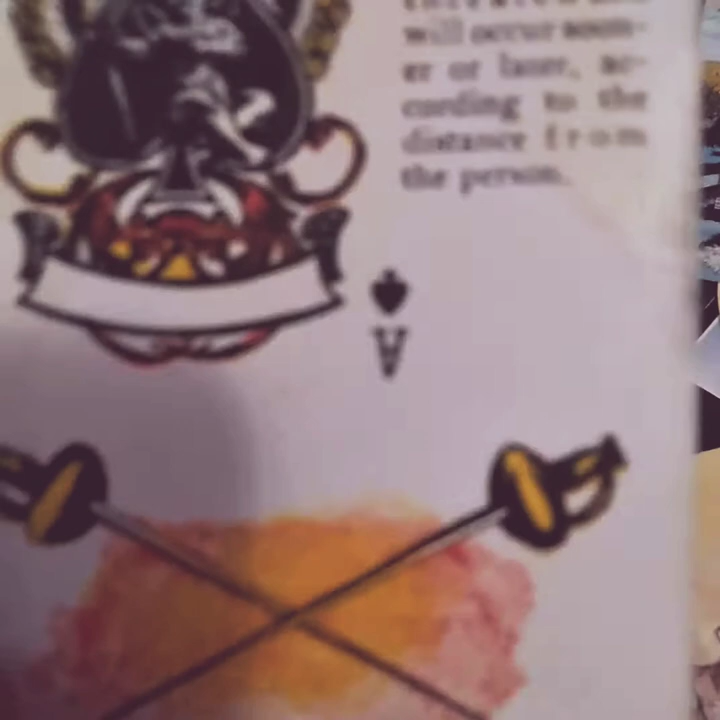 will occur soon-
er or later, ac-
cording to the
distance from
the person.
A